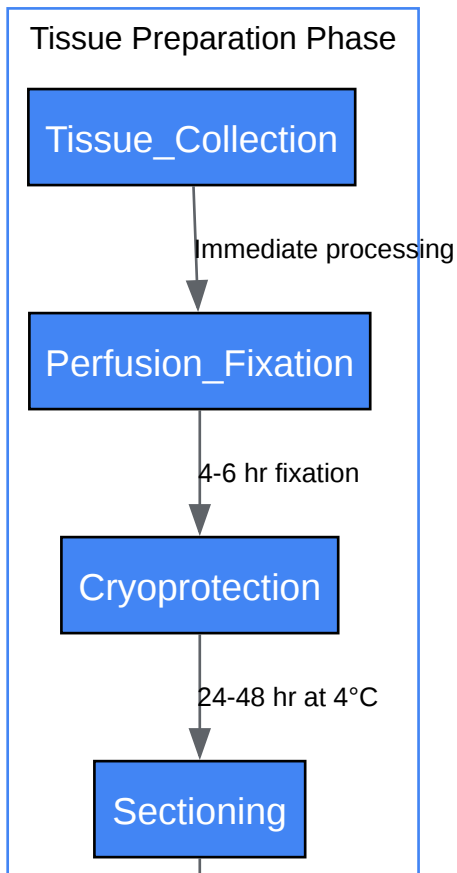 Tissue Preparation Phase
Tissue_Collection
Immediate processing
Perfusion_Fixation
4-6 hr fixation
Cryoprotection
24-48 hr at 4°C
Sectioning